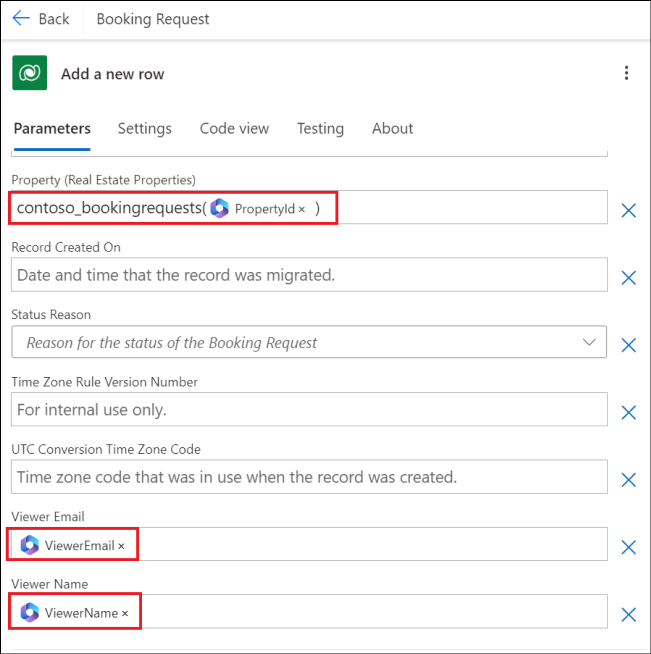 Back Booking Request
Add a new row
Parameters Settings Code view Testing About
Property (Real Estate Properties)
contoso_bookingrequests( PropertyId × )
Record Created On
Date and time that the record was migrated.
Status Reason
Reason for the status of the Booking Request
Time Zone Rule Version Number
For internal use only.
UTC Conversion Time Zone Code
Time zone code that was in use when the record was created.
Viewer Email
ViewerEmail ×
Viewer Name
ViewerName ×